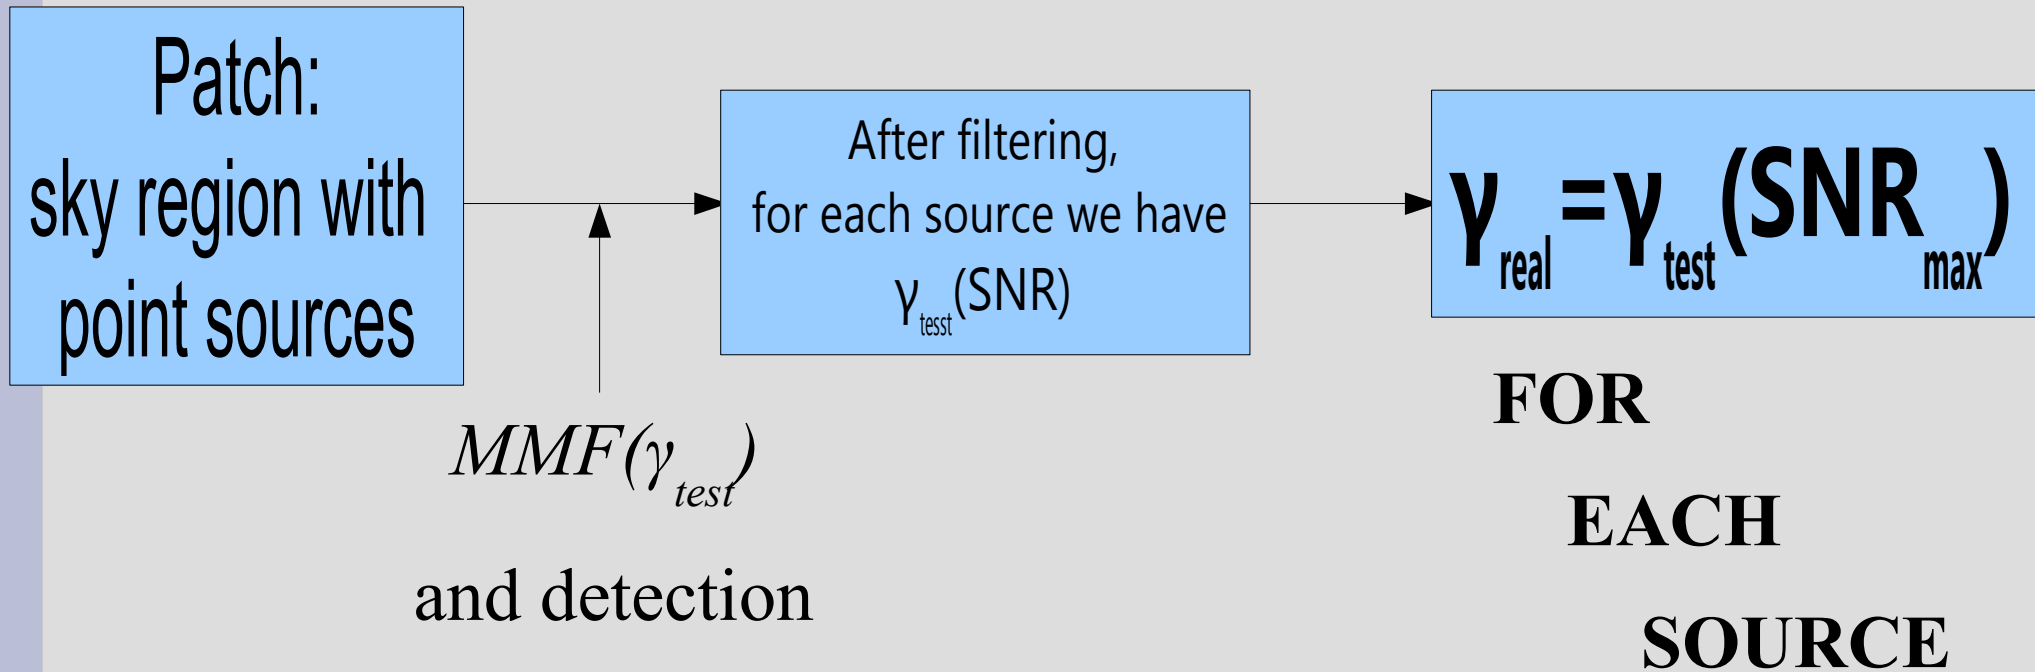 Patch:
sky region with
point sources
MMF(γtest)
and detection
After filtering,
for each source we have
γtesst(SNR)
γreal=γtest(SNRmax)
FOR
EACH
SOURCE